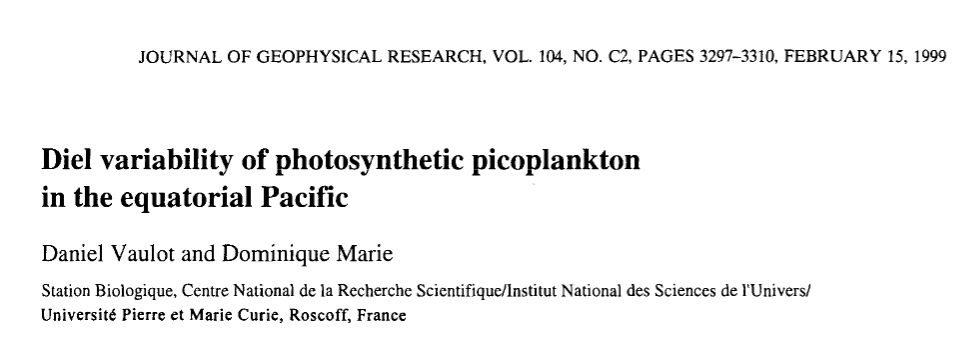 JOURNAL OF GEOPHYSICAL RESEARCH, VOL. 104, NO. C2, PAGES 3297–3310, FEBRUARY 15, 1999
Diel variability of photosynthetic picoplankton
in the equatorial Pacific
Daniel Vaulot and Dominique Marie
Station Biologique, Centre National de la Recherche Scientifique/Institut National des Sciences de l'Univers/
Université Pierre et Marie Curie, Roscoff, France